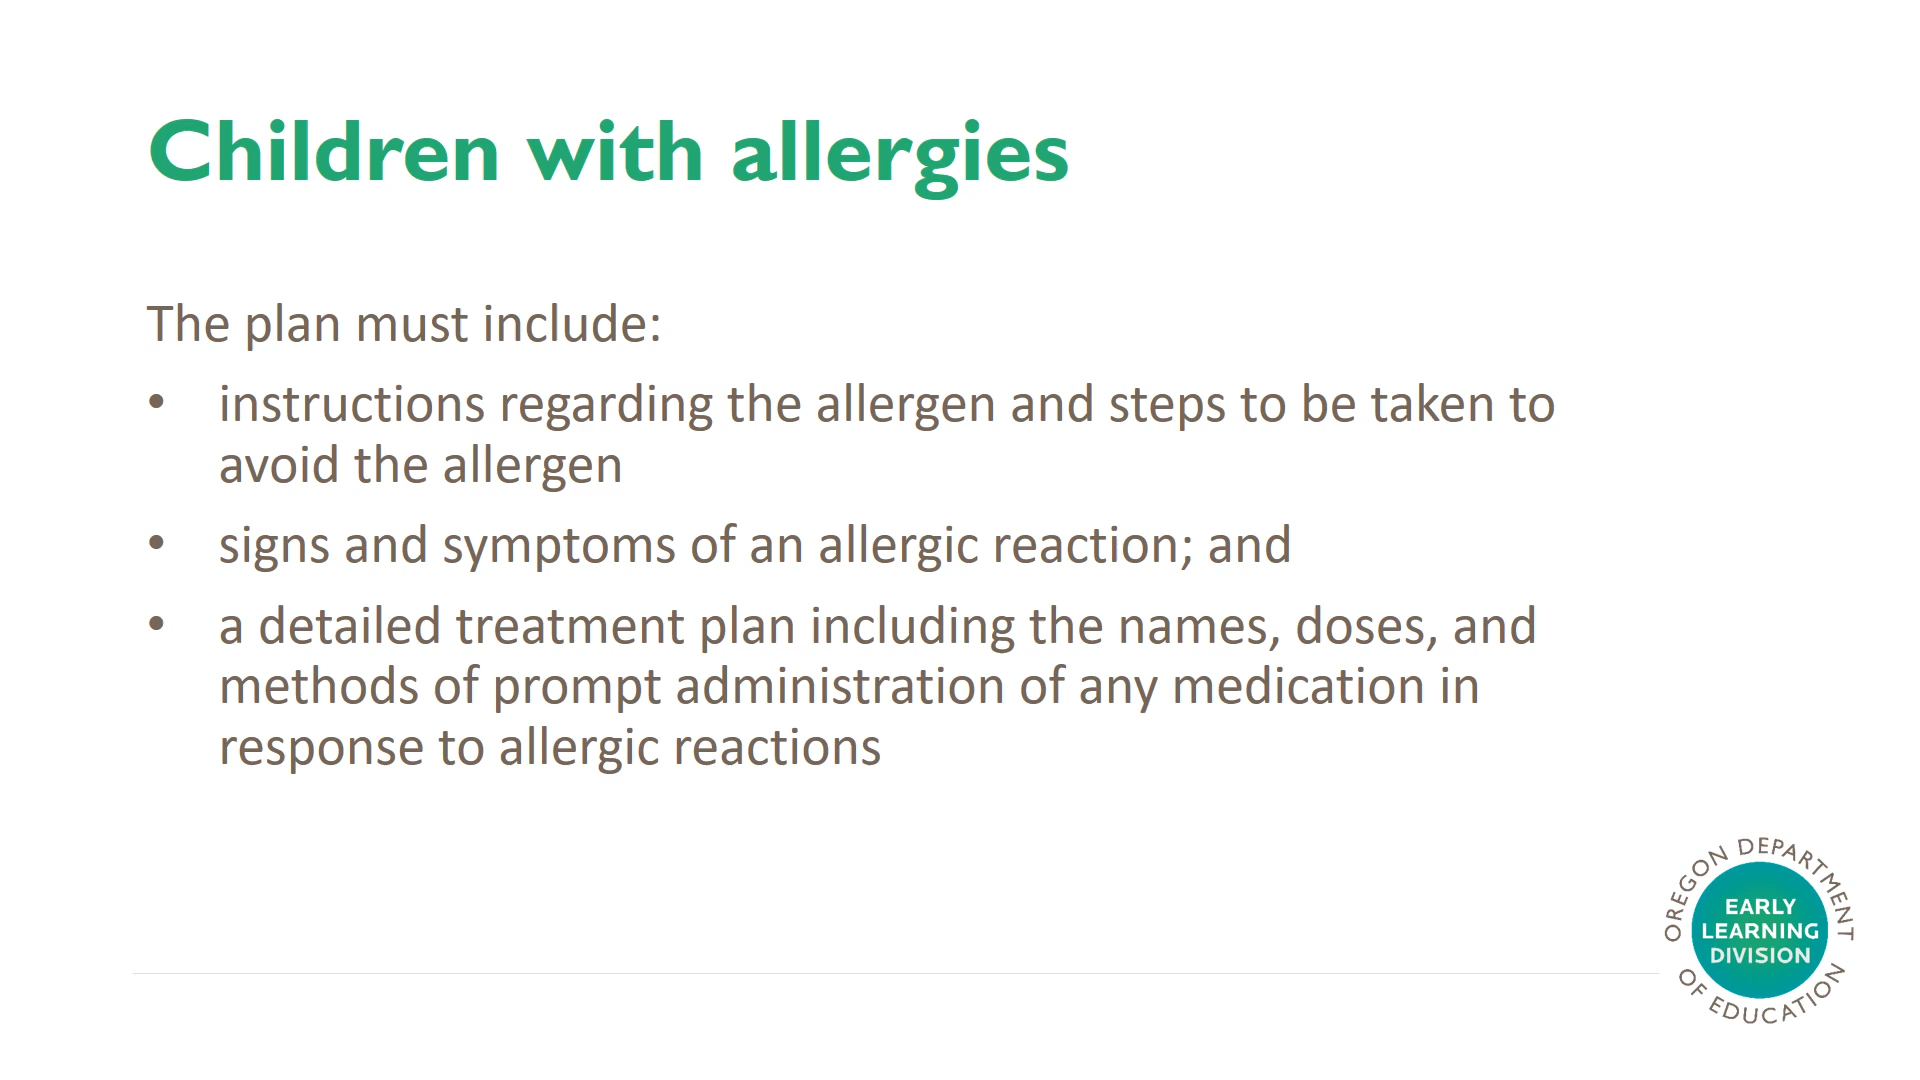 Children with allergies
The plan must include:
• instructions regarding the allergen and steps to be taken to
avoid the allergen
• signs and symptoms of an allergic reaction; and
• a detailed treatment plan including the names, doses, and
methods of prompt administration of any medication in
response to allergic reactions
OREGON DEPARTMENT
EARLY
LEARNING
DIVISION
OF EDUCATION